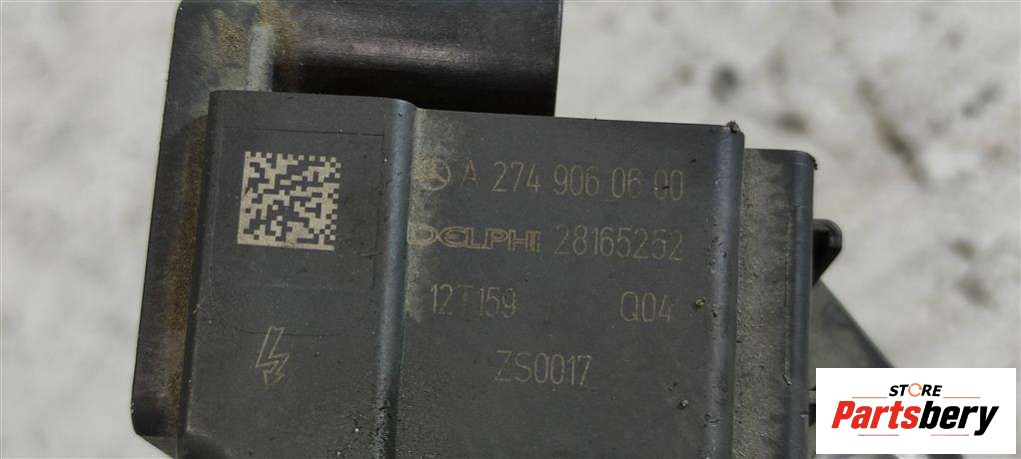 A 274 906 06 00
DELPHI 28165252
12T159 Q04
ZS0017
STORE
Partsbery